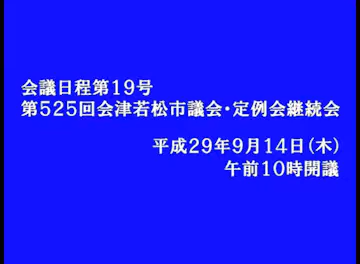 会議日程第19号
第525回会津若松市議会・定例会継続会
平成29年9月14日(木)
午前10時開議